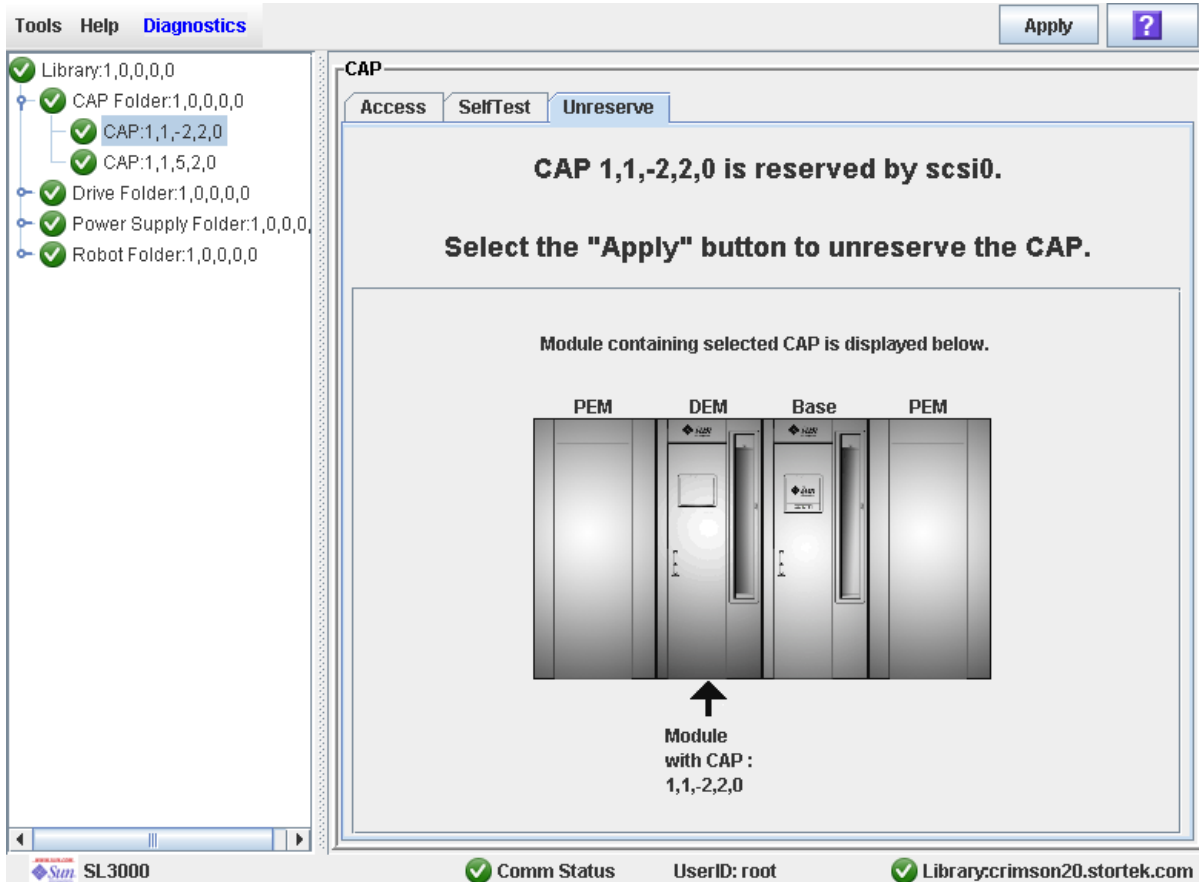 Tools Help Diagnostics
Apply
?
Library:1,0,0,0,0
CAP Folder:1,0,0,0,0
CAP:1,1,-2,2,0
CAP:1,1,5,2,0
Drive Folder:1,0,0,0,0
Power Supply Folder:1,0,0,0,
Robot Folder:1,0,0,0,0
CAP
Access SelfTest Unreserve
CAP 1,1,-2,2,0 is reserved by scsi0.
Select the "Apply" button to unreserve the CAP.
Module containing selected CAP is displayed below.
PEM DEM Base PEM
Sun Sun
Sun
Module
with CAP :
1,1,-2,2,0
Sun SL3000 Comm Status UserID: root Library:crimson20.stortek.com